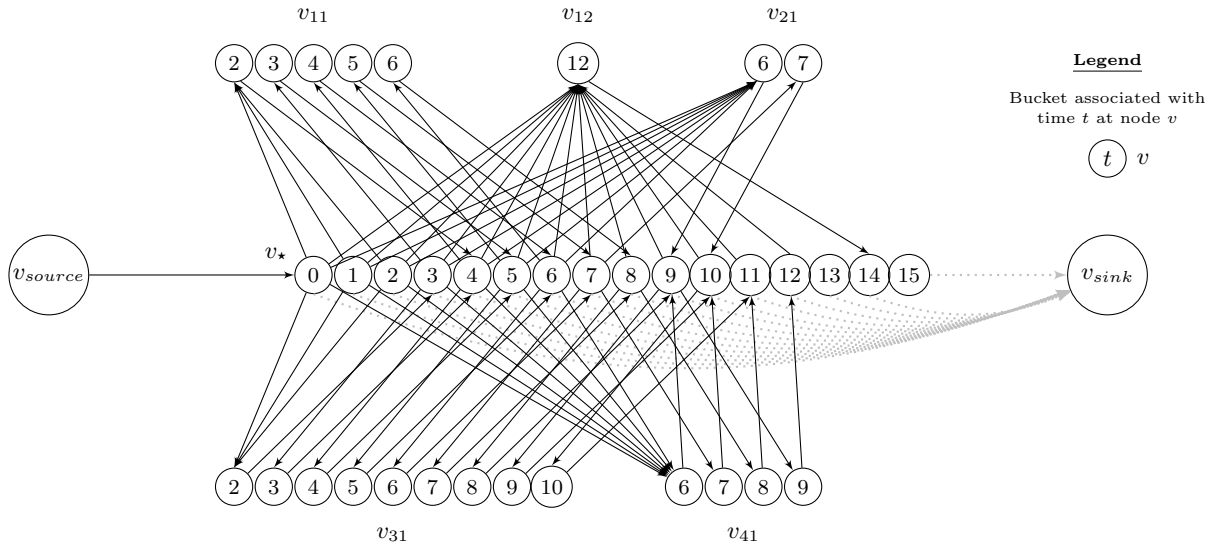 v11 v12 v21
2 3 4 5 6 12 6 7
Legend
Bucket associated with
time t at node v
t v
v⋆
vsource 0 1 2 3 4 5 6 7 8 9 10 11 12 13 14 15 vsink
2 3 4 5 6 7 8 9 10 6 7 8 9
v31 v41